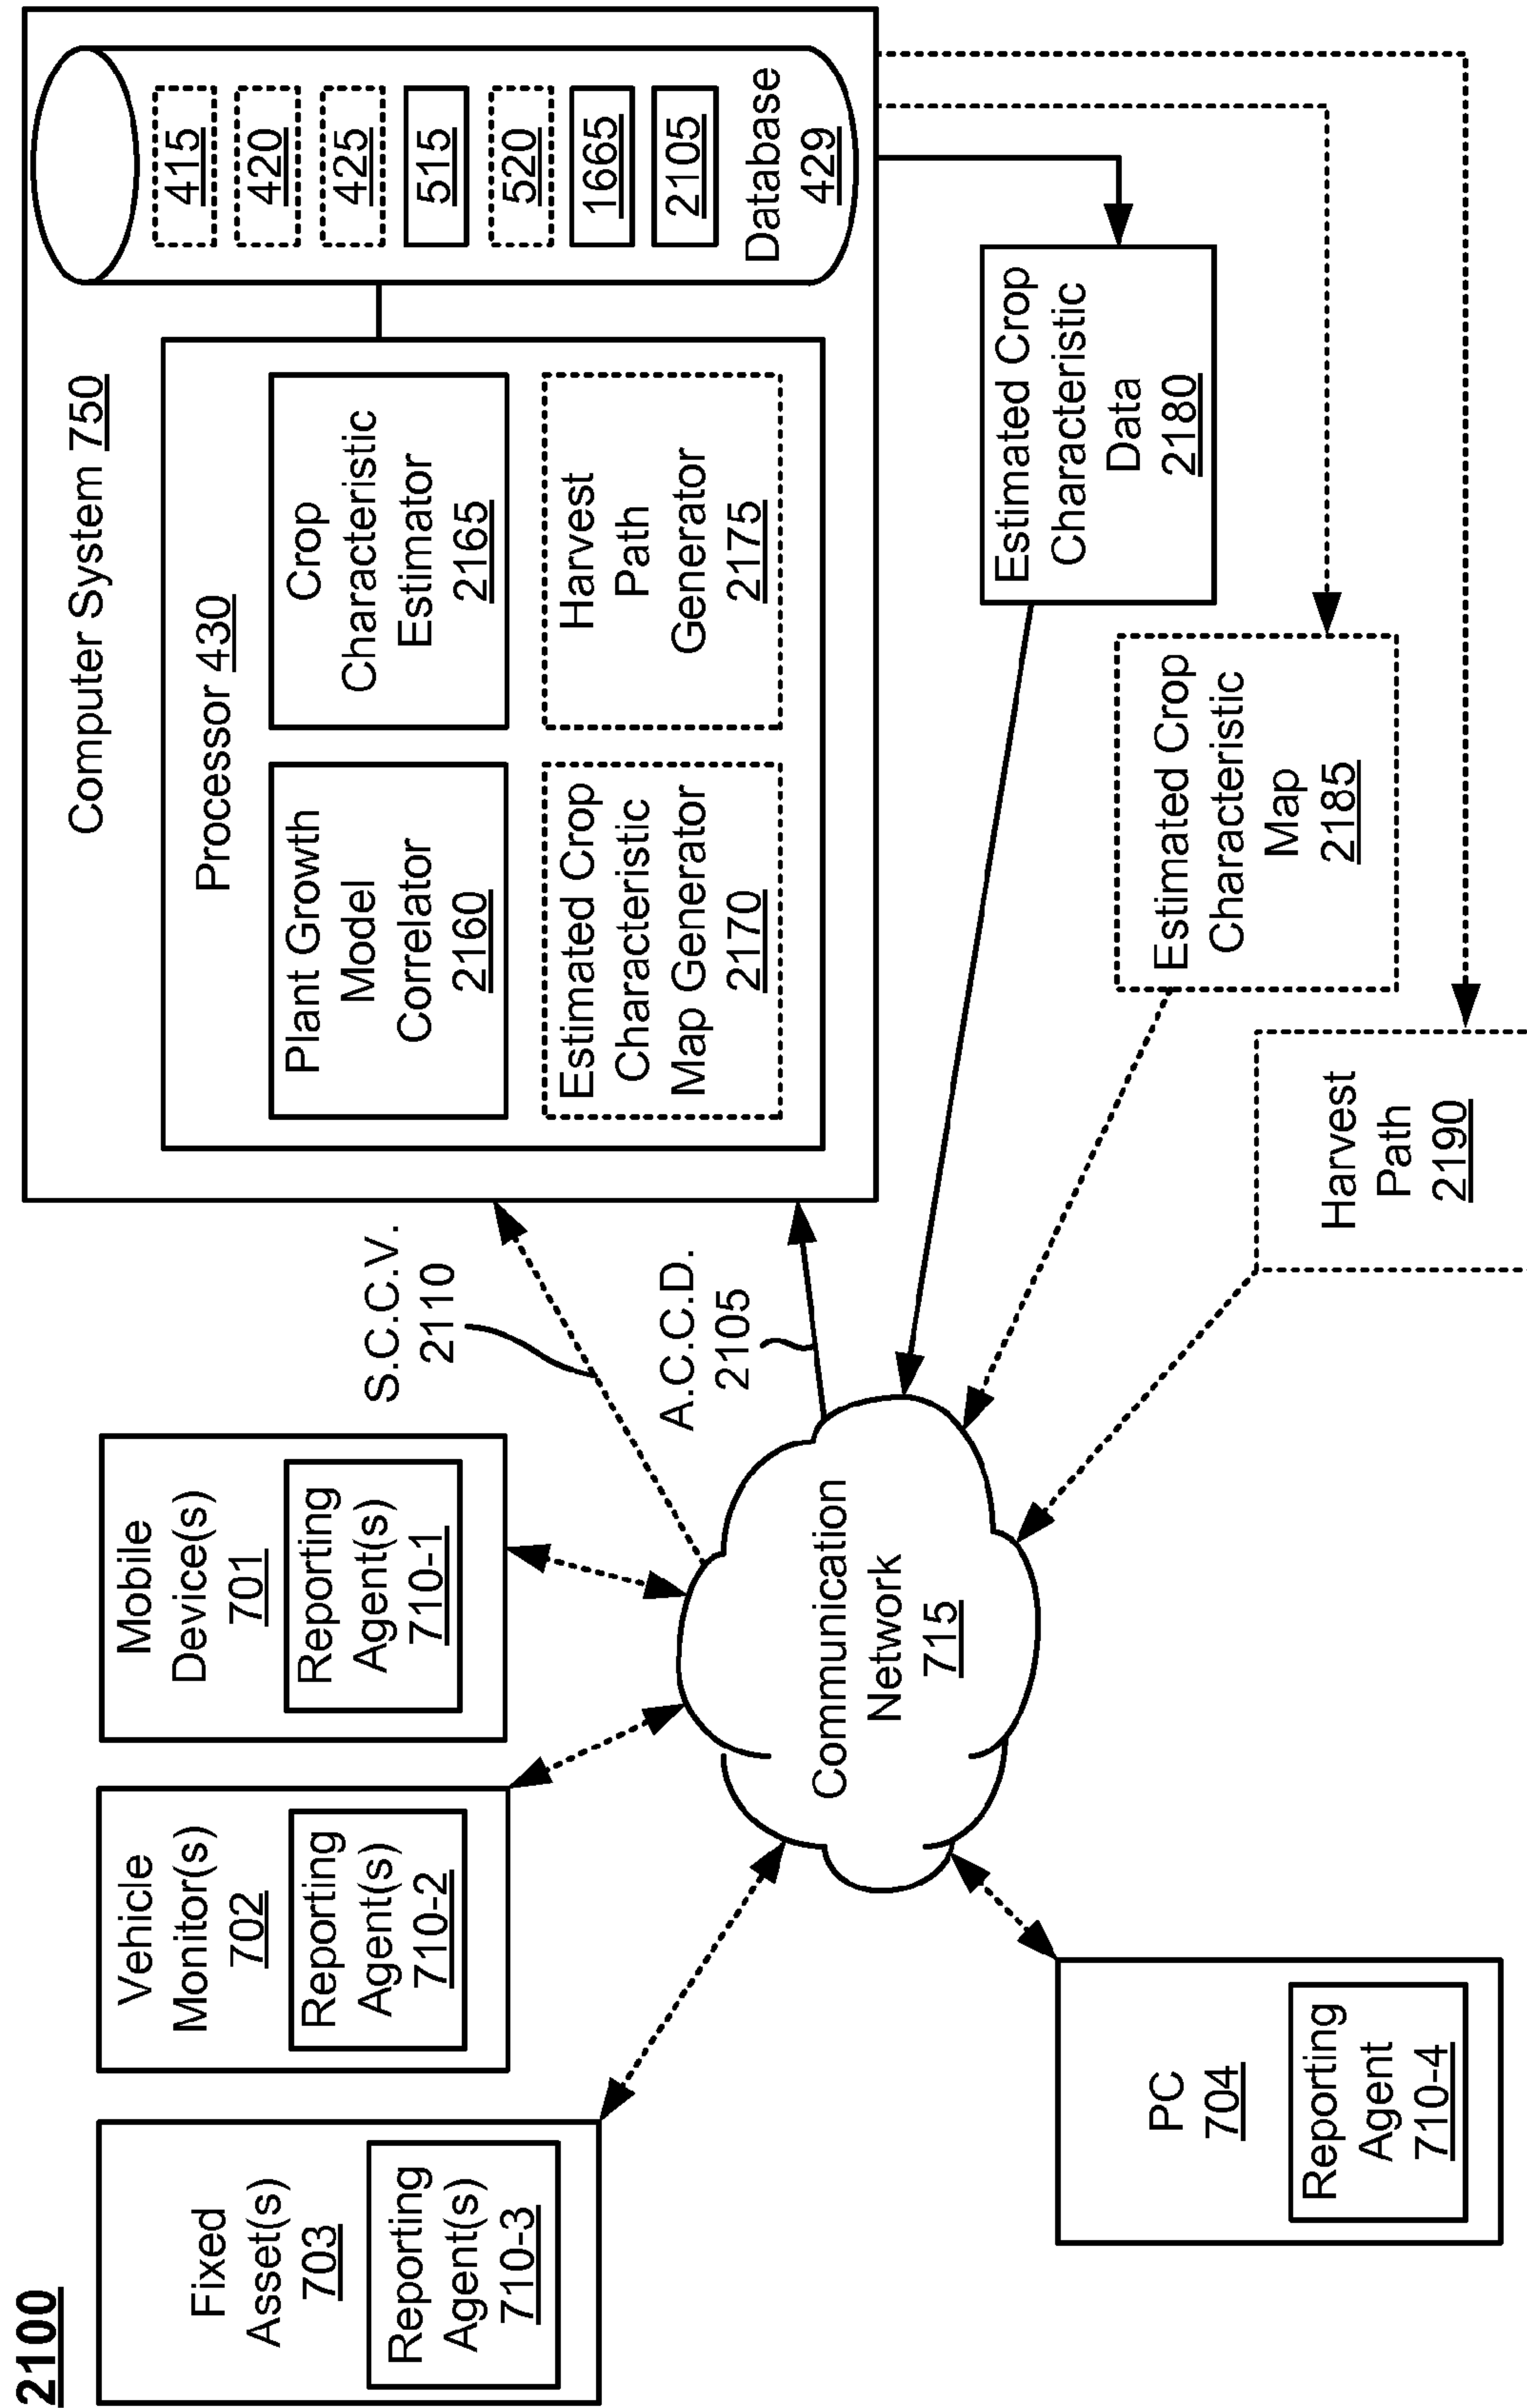 2100
Fixed
Asset(s)
703
Reporting
Agent(s)
710-3
Vehicle
Monitor(s)
702
Reporting
Agent(s)
710-2
Mobile
Device(s)
701
Reporting
Agent(s)
710-1
PC
704
Reporting
Agent
710-4
Communication
Network
715
S.C.C.V.
2110
A.C.C.D.
2105
Computer System 750
Processor 430
Plant Growth
Model
Correlator
2160
Crop
Characteristic
Estimator
2165
Estimated Crop
Characteristic
Map Generator
2170
Harvest
Path
Generator
2175
415
420
425
515
520
1665
2105
Database
429
Estimated Crop
Characteristic
Data
2180
Estimated Crop
Characteristic
Map
2185
Harvest
Path
2190